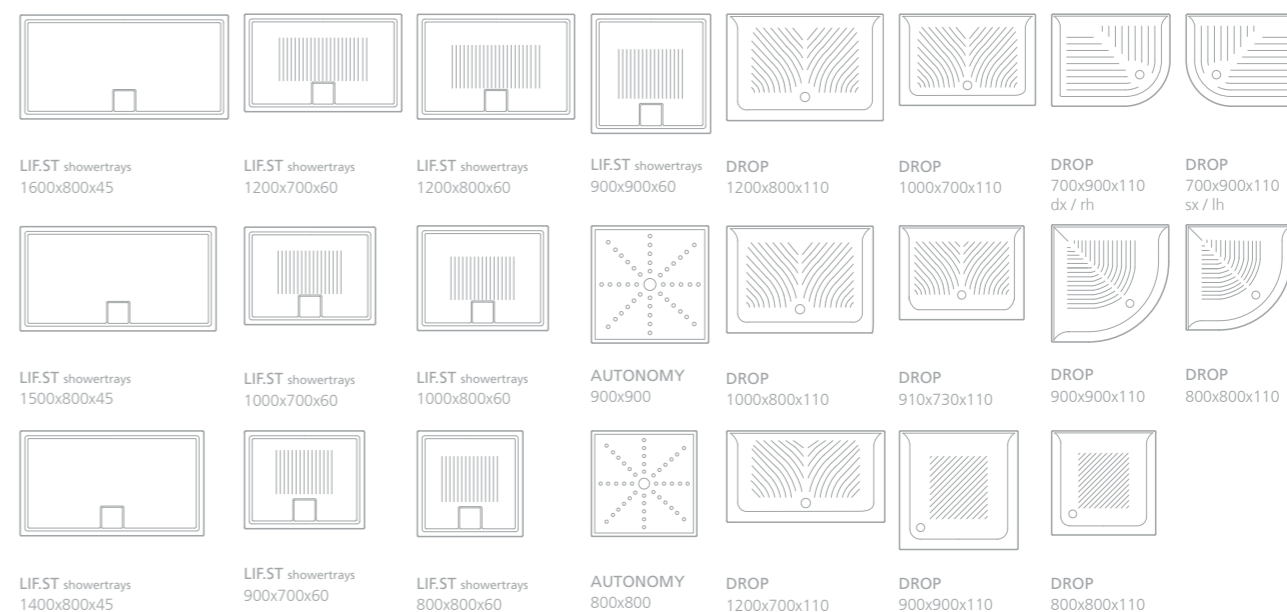 LIF.ST showertrays
1600x800x45
LIF.ST showertrays
1200x700x60
LIF.ST showertrays
1200x800x60
LIF.ST showertrays
900x900x60
DROP
1200x800x110
DROP
1000x700x110
DROP
700x900x110
dx / rh
DROP
700x900x110
sx / lh
LIF.ST showertrays
1500x800x45
LIF.ST showertrays
1000x700x60
LIF.ST showertrays
1000x800x60
AUTONOMY
900x900
DROP
1000x800x110
DROP
910x730x110
DROP
900x900x110
DROP
800x800x110
LIF.ST showertrays
1400x800x45
LIF.ST showertrays
900x700x60
LIF.ST showertrays
800x800x60
AUTONOMY
800x800
DROP
1200x700x110
DROP
900x900x110
DROP
800x800x110